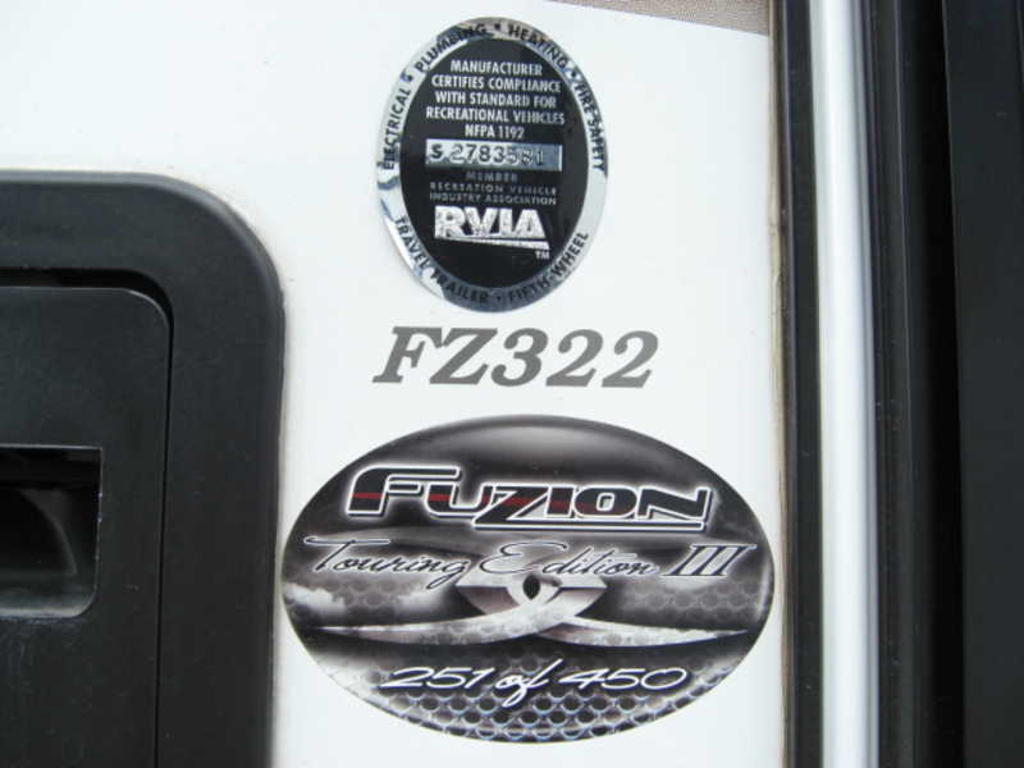 ELECTRICAL • PLUMBING • HEATING • FIRE SAFETY
MANUFACTURER
CERTIFIES COMPLIANCE
WITH STANDARD FOR
RECREATIONAL VEHICLES
NFPA 1192
MEMBER
RECREATION VEHICLE
INDUSTRY ASSOCIATION
RVIA
TM
TRAVEL TRAILER • FIFTH-WHEEL
FZ322
FUZION
Touring Edition III
251 of 450